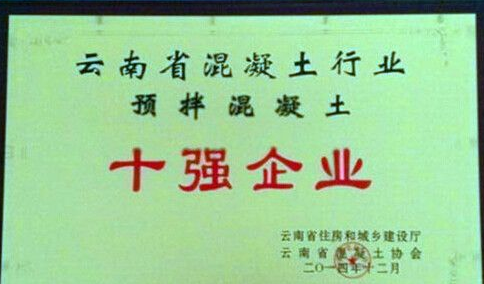 云南省混凝土行业
预拌混凝土
十强企业
云南省住房和城乡建设厅
云南省混凝土协会
二〇一四年十二月